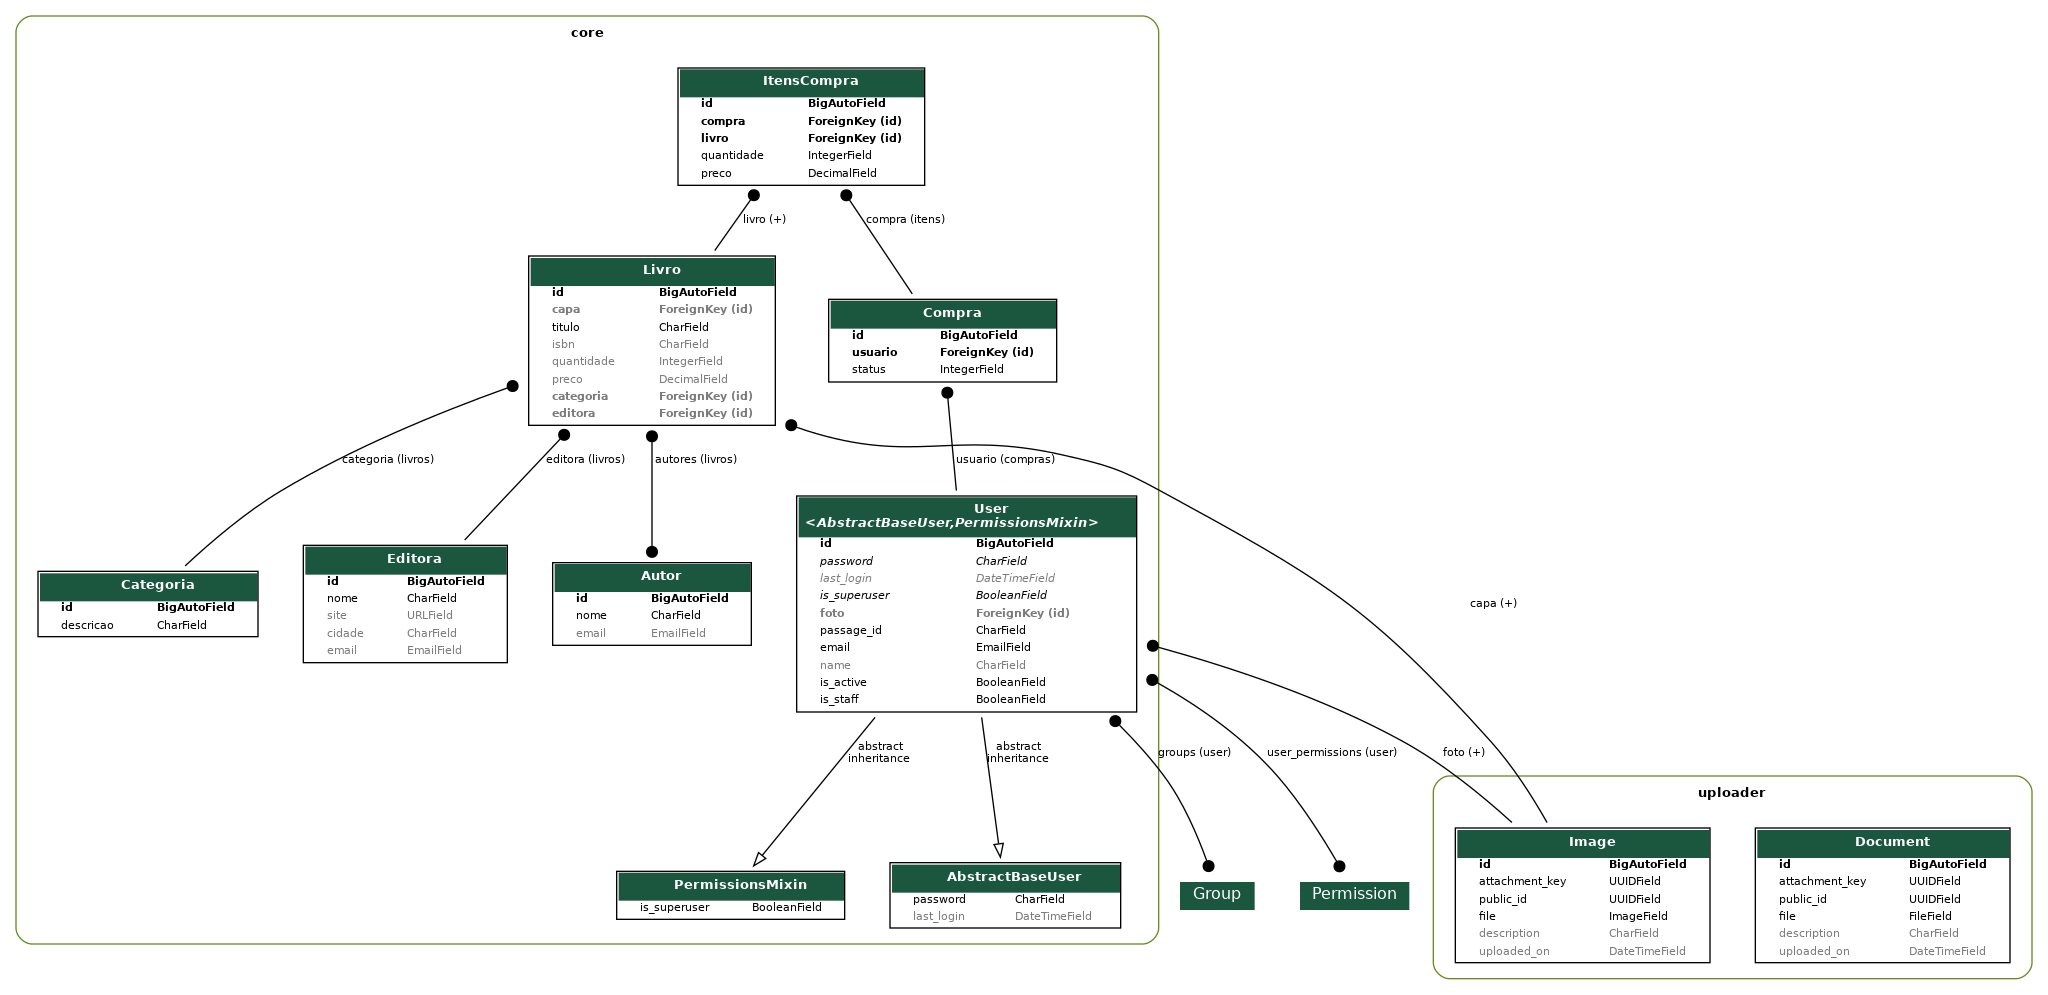 core
ItensCompra
id BigAutoField
compra ForeignKey (id)
livro ForeignKey (id)
quantidade IntegerField
preco DecimalField
livro (+)
compra (itens)
Livro
id BigAutoField
capa ForeignKey (id)
titulo CharField
isbn CharField
quantidade IntegerField
preco DecimalField
categoria ForeignKey (id)
editora ForeignKey (id)
Compra
id BigAutoField
usuario ForeignKey (id)
status IntegerField
categoria (livros)
editora (livros)
autores (livros)
usuario (compras)
Categoria
id BigAutoField
descricao CharField
Editora
id BigAutoField
nome CharField
site URLField
cidade CharField
email EmailField
Autor
id BigAutoField
nome CharField
email EmailField
User
<AbstractBaseUser,PermissionsMixin>
id BigAutoField
password CharField
last_login DateTimeField
is_superuser BooleanField
foto ForeignKey (id)
passage_id CharField
email EmailField
name CharField
is_active BooleanField
is_staff BooleanField
capa (+)
abstract
inheritance
abstract
inheritance
groups (user)
user_permissions (user)
foto (+)
PermissionsMixin
is_superuser BooleanField
AbstractBaseUser
password CharField
last_login DateTimeField
Group
Permission
uploader
Image
id BigAutoField
attachment_key UUIDField
public_id UUIDField
file ImageField
description CharField
uploaded_on DateTimeField
Document
id BigAutoField
attachment_key UUIDField
public_id UUIDField
file FileField
description CharField
uploaded_on DateTimeField